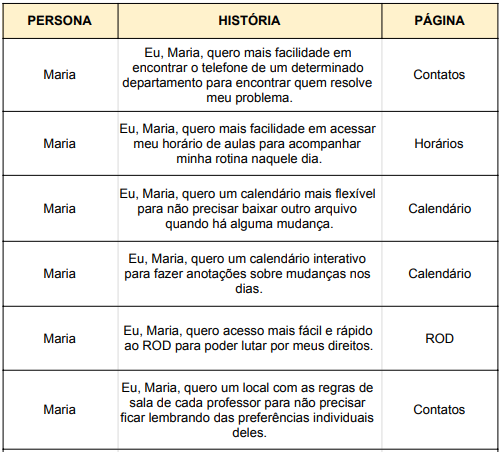 PERSONA HISTÓRIA PÁGINA
Eu, Maria, quero mais facilidade em
encontrar o telefone de um determinado
Maria departamento para encontrar quem resolve Contatos
meu problema.
Eu, Maria, quero mais facilidade em acessar
Maria meu horário de aulas para acompanhar Horários
minha rotina naquele dia.
Eu, Maria, quero um calendário mais flexível
Maria para não precisar baixar outro arquivo Calendário
quando há alguma mudança.
Eu, Maria, quero um calendário interativo
Maria para fazer anotações sobre mudanças nos Calendário
dias.
Eu, Maria, quero acesso mais fácil e rápido
Maria ROD
ao ROD para poder lutar por meus direitos.
Eu, Maria, quero um local com as regras de
sala de cada professor para não precisar
Maria ficar lembrando das preferências individuais Contatos
deles.